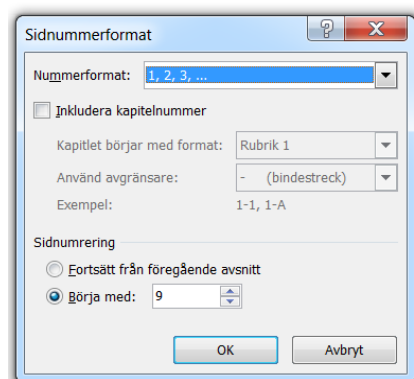 Sidnummerformat
Nummerformat: 1, 2, 3, ...
Inkludera kapitelnummer
Kapitlet börjar med format: Rubrik 1
Använd avgränsare: - (bindestreck)
Exempel: 1-1, 1-A
Sidnumrering
Fortsätt från föregående avsnitt
Börja med: 9
OK Avbryt